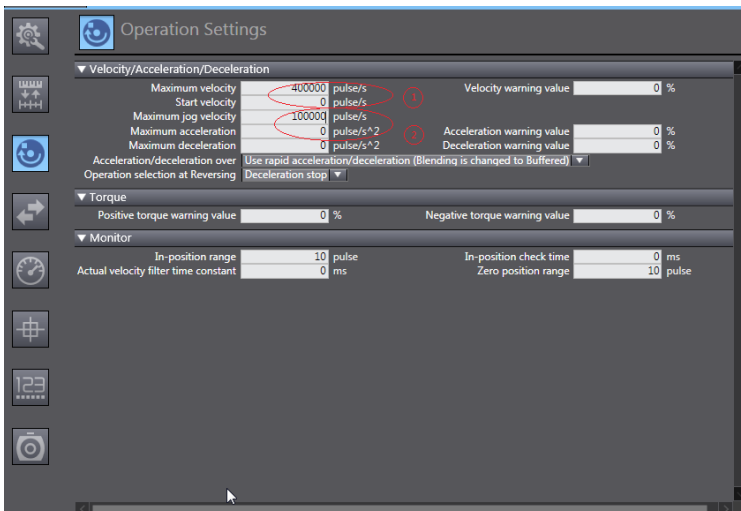 Operation Settings
▼ Velocity/Acceleration/Deceleration
Maximum velocity 400000 pulse/s Velocity warning value 0 %
Start velocity 0 pulse/s
Maximum jog velocity 100000 pulse/s
Maximum acceleration 0 pulse/s^2 Acceleration warning value 0 %
Maximum deceleration 0 pulse/s^2 Deceleration warning value 0 %
Acceleration/deceleration over Use rapid acceleration/deceleration (Blending is changed to Buffered) ▼
Operation selection at Reversing Deceleration stop ▼
▼ Torque
Positive torque warning value 0 % Negative torque warning value 0 %
▼ Monitor
In-position range 10 pulse In-position check time 0 ms
Actual velocity filter time constant 0 ms Zero position range 10 pulse
1
2
123